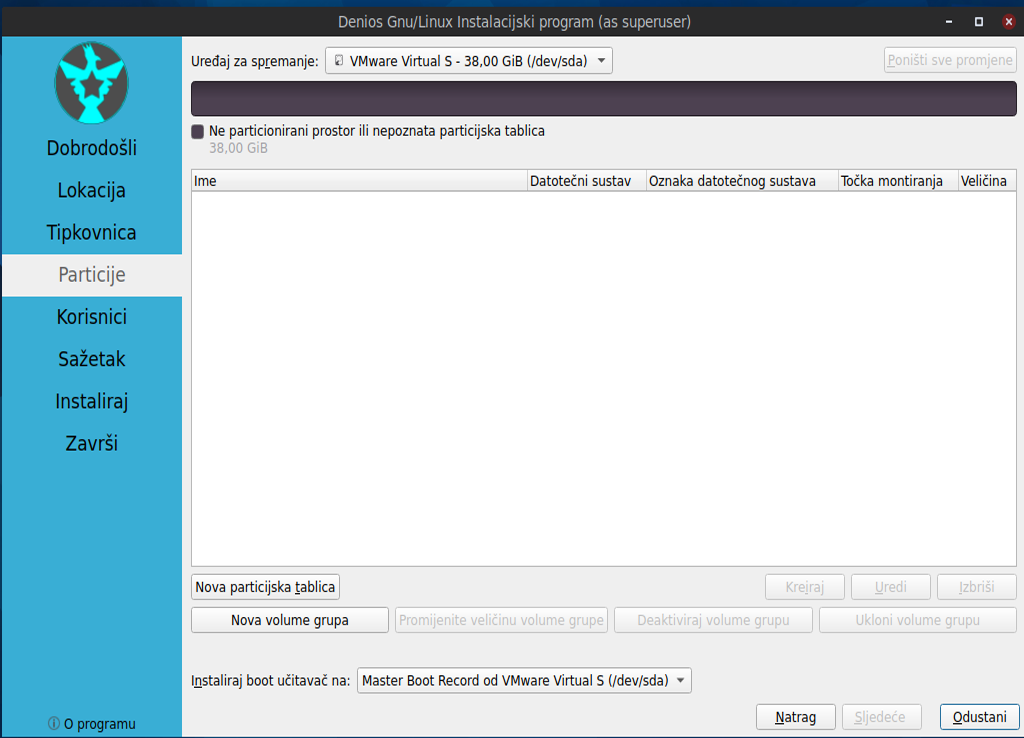 Denios Gnu/Linux Instalacijski program (as superuser)
Dobrodošli
Lokacija
Tipkovnica
Particije
Korisnici
Sažetak
Instaliraj
Završi
O programu
Uređaj za spremanje: VMware Virtual S - 38,00 GiB (/dev/sda) Poništi sve promjene
Ne particionirani prostor ili nepoznata particijska tablica
38,00 GiB
Ime Datotečni sustav Oznaka datotečnog sustava Točka montiranja Veličina
Nova particijska tablica Kreiraj Uredi Izbriši
Nova volume grupa Promijenite veličinu volume grupe Deaktiviraj volume grupu Ukloni volume grupu
Instaliraj boot učitavač na: Master Boot Record od VMware Virtual S (/dev/sda)
Natrag Sljedeće Odustani